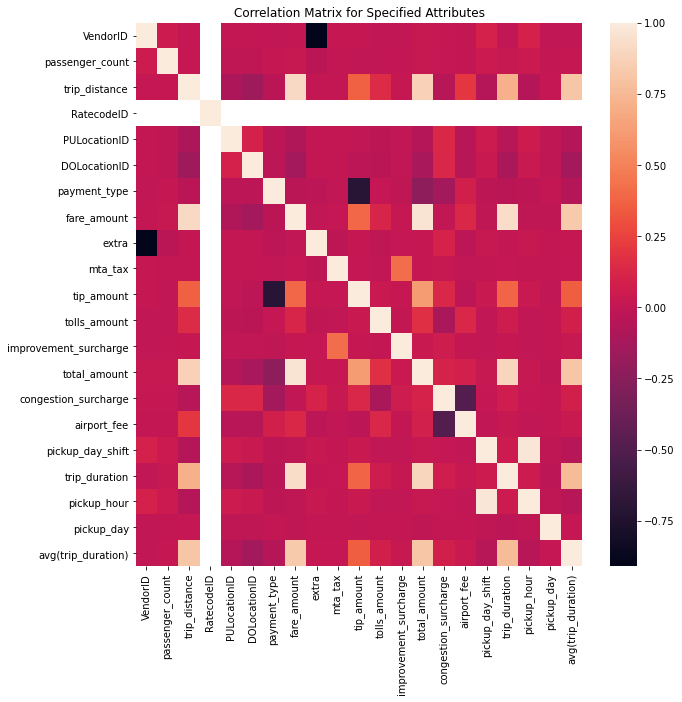 Correlation Matrix for Specified Attributes
VendorID
passenger_count
trip_distance
RatecodeID
PULocationID
DOLocationID
payment_type
fare_amount
extra
mta_tax
tip_amount
tolls_amount
improvement_surcharge
total_amount
congestion_surcharge
airport_fee
pickup_day_shift
trip_duration
pickup_hour
pickup_day
avg(trip_duration)
VendorID
passenger_count
trip_distance
RatecodeID
PULocationID
DOLocationID
payment_type
fare_amount
extra
mta_tax
tip_amount
tolls_amount
improvement_surcharge
total_amount
congestion_surcharge
airport_fee
pickup_day_shift
trip_duration
pickup_hour
pickup_day
avg(trip_duration)
1.00
0.75
0.50
0.25
0.00
−0.25
−0.50
−0.75